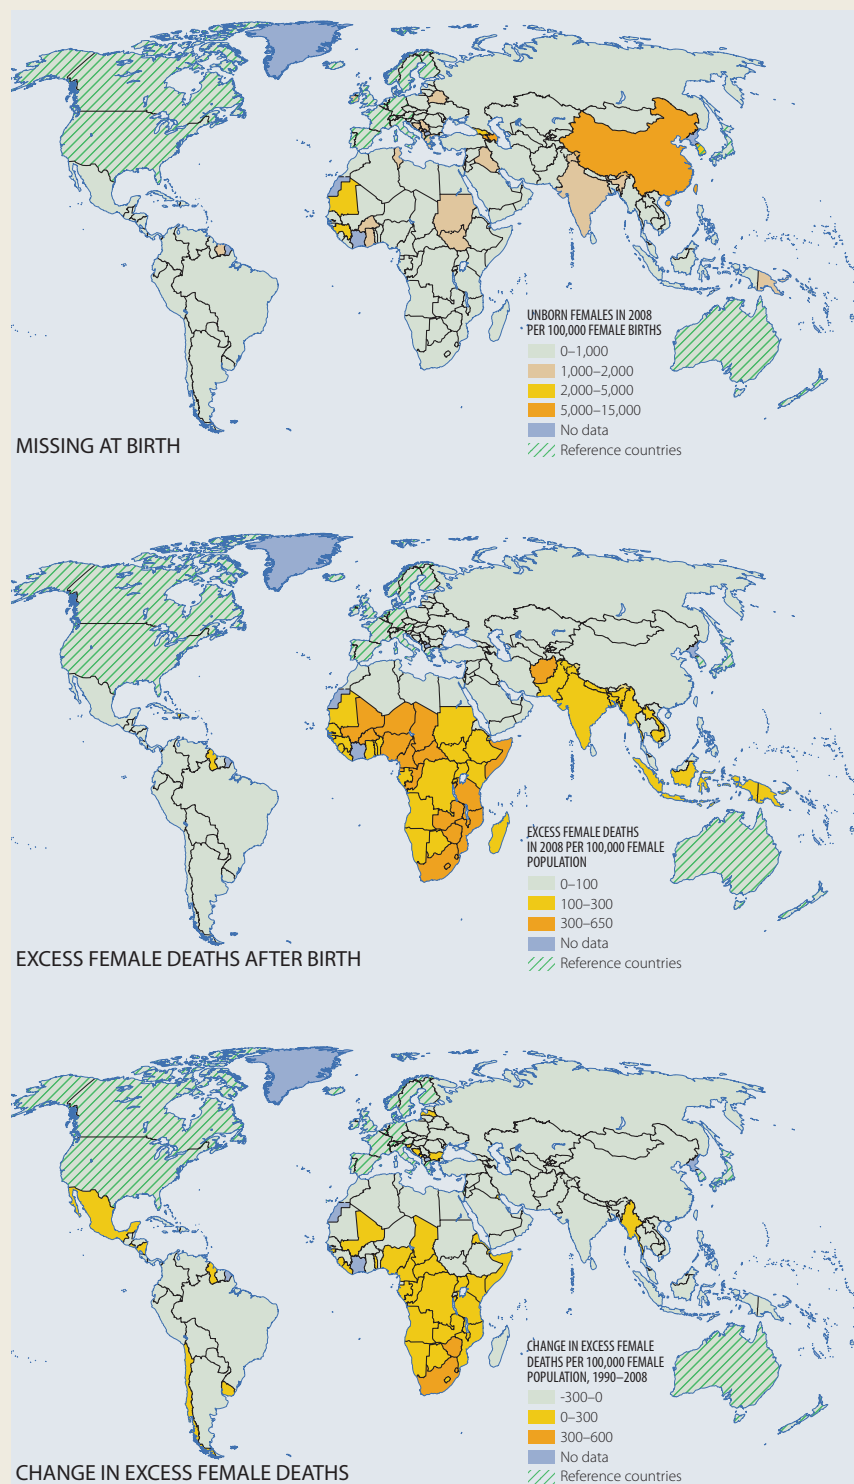 UNBORN FEMALES IN 2008
PER 100,000 FEMALE BIRTHS
0–1,000
1,000–2,000
2,000–5,000
5,000–15,000
No data
Reference countries
MISSING AT BIRTH
EXCESS FEMALE DEATHS
IN 2008 PER 100,000 FEMALE
POPULATION
0–100
100–300
300–650
No data
Reference countries
EXCESS FEMALE DEATHS AFTER BIRTH
CHANGE IN EXCESS FEMALE
DEATHS PER 100,000 FEMALE
POPULATION, 1990–2008
-300–0
0–300
300–600
No data
Reference countries
CHANGE IN EXCESS FEMALE DEATHS